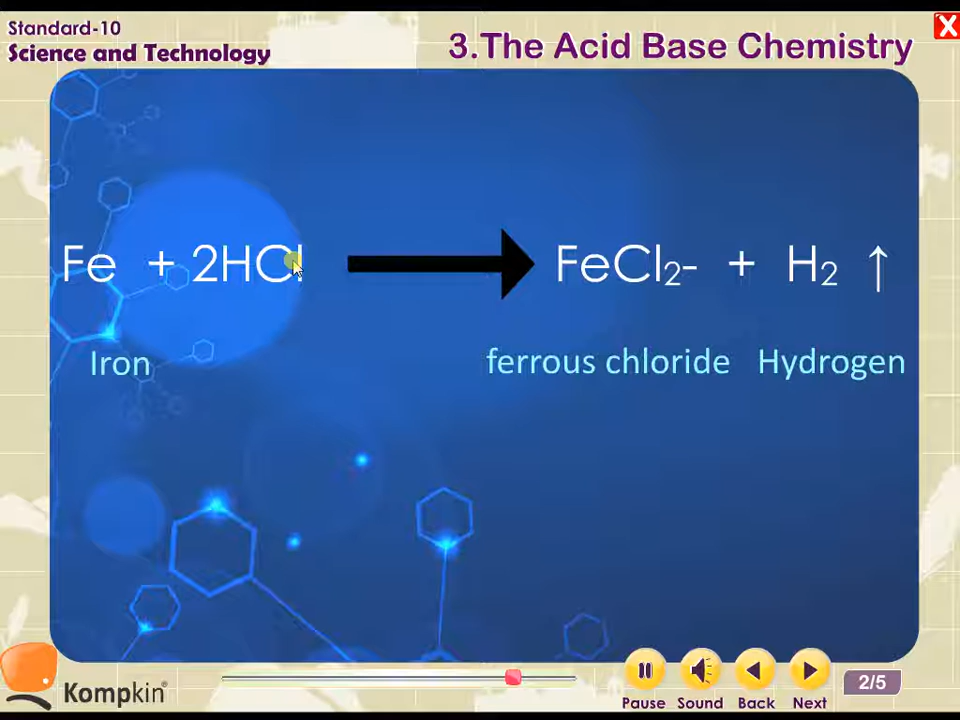 Standard-10
Science and Technology
3.The Acid Base Chemistry
Fe + 2HCl → FeCl₂- + H₂ ↑
Iron ferrous chloride Hydrogen
Kompkin®
Pause Sound Back Next
2/5